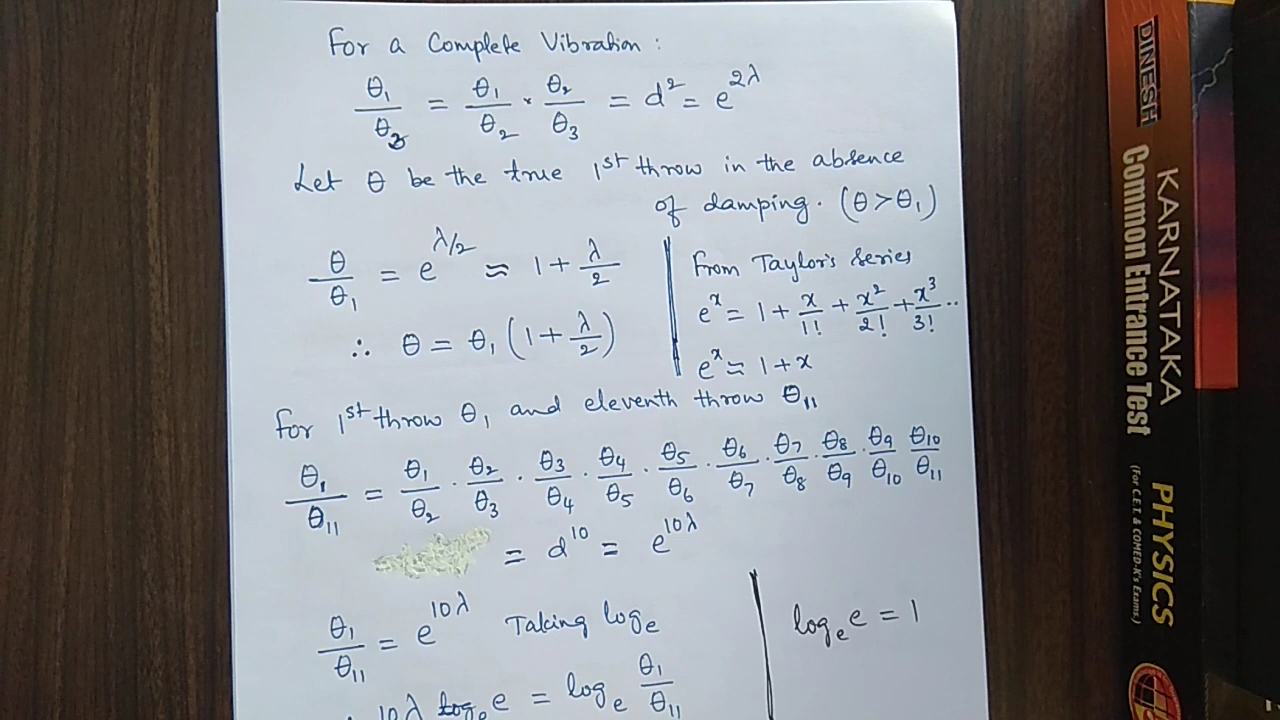 For a Complete Vibration :
θ₁/θ₃ = θ₁/θ₂ × θ₂/θ₃ = d² = e^2λ
Let θ be the true 1st throw in the absence
of damping. (θ>θ₁)
θ/θ₁ = e^λ/2 ≈ 1 + λ/2
∴ θ = θ₁ (1 + λ/2)
From Taylor's Series
e^x = 1 + x/1! + x²/2! + x³/3! ..
e^x ≈ 1 + x
For 1st throw θ₁ and eleventh throw θ₁₁
θ₁/θ₁₁ = θ₁/θ₂ · θ₂/θ₃ · θ₃/θ₄ · θ₄/θ₅ · θ₅/θ₆ · θ₆/θ₇ · θ₇/θ₈ · θ₈/θ₉ · θ₉/θ₁₀ θ₁₀/θ₁₁
= d^10 = e^10λ
θ₁/θ₁₁ = e^10λ Taking logₑ
logₑ e = 1
10λ logₑ e = logₑ θ₁/θ₁₁
DINESH
KARNATAKA
Common Entrance Test
PHYSICS
(For C.E.T. & COMED-K's Exams)